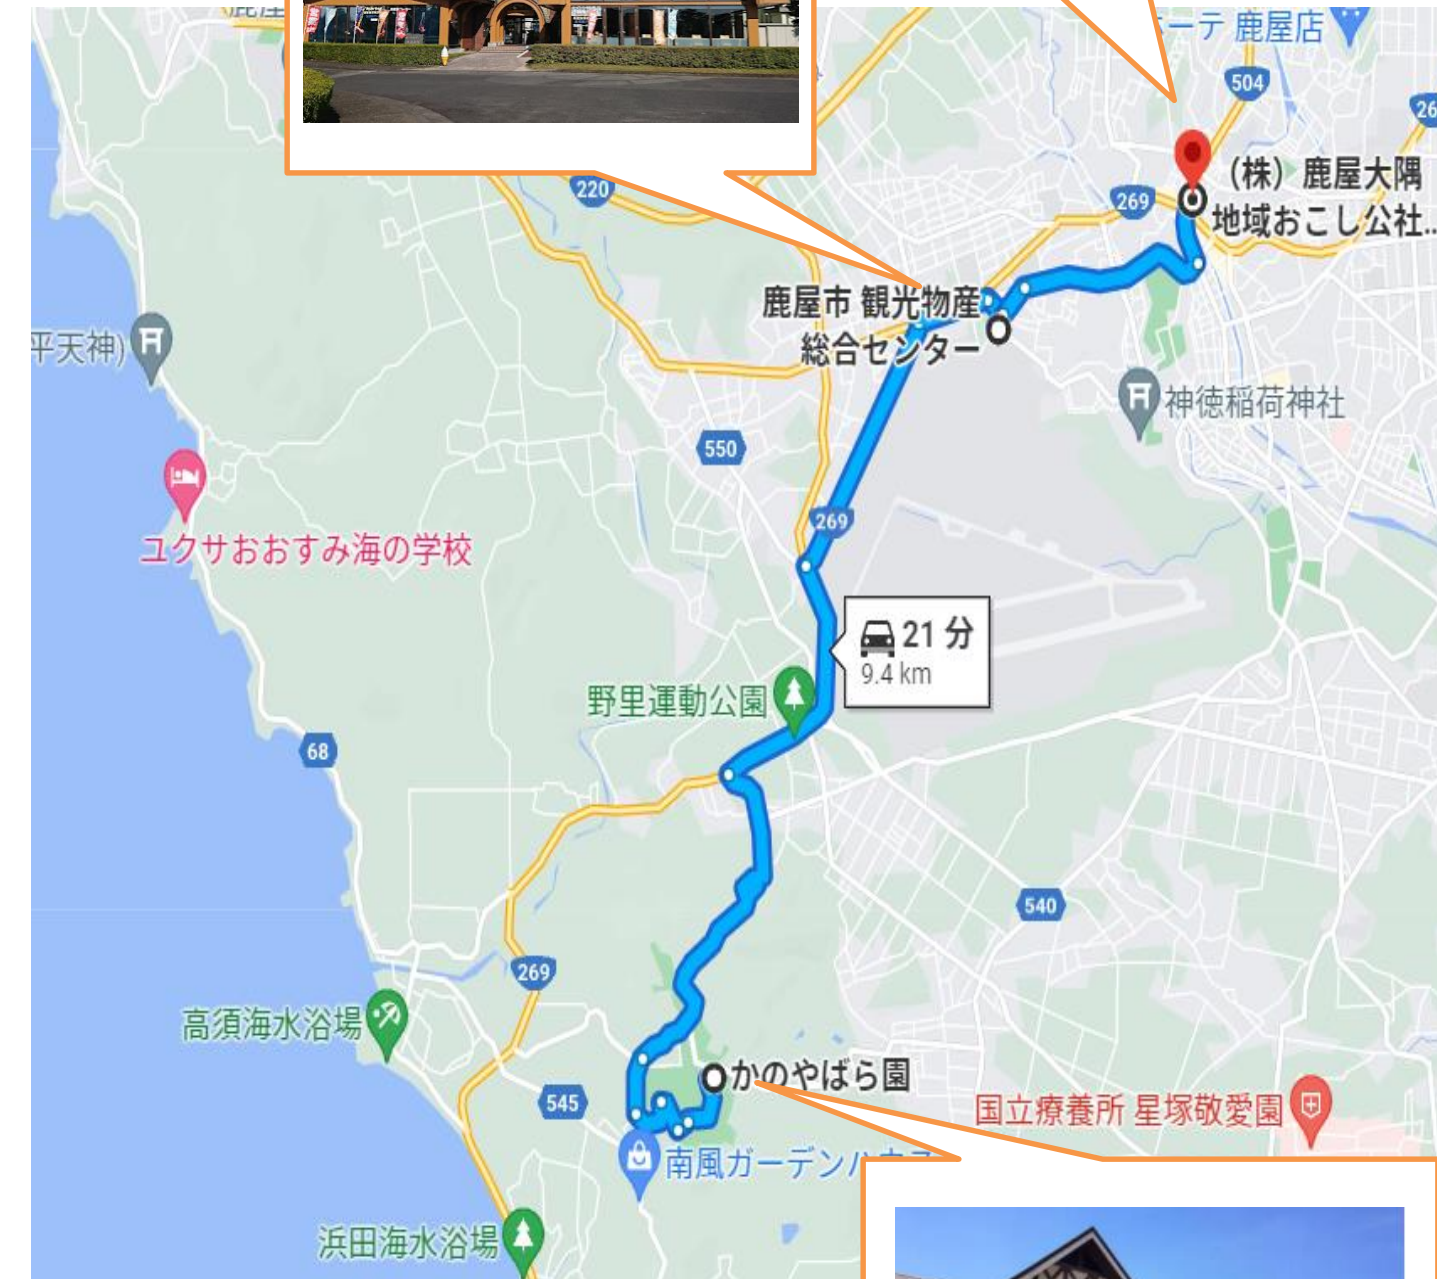 ーテ 鹿屋店
504
26
(株) 鹿屋大隅
地域おこし公社...
269
220
鹿屋市 観光物産
総合センター
平天神)
神徳稲荷神社
550
ユクサおおすみ海の学校
269
21 分
9.4 km
野里運動公園
68
540
269
高須海水浴場
かのやばら園
545
国立療養所 星塚敬愛園
南風ガーデンハウス
浜田海水浴場